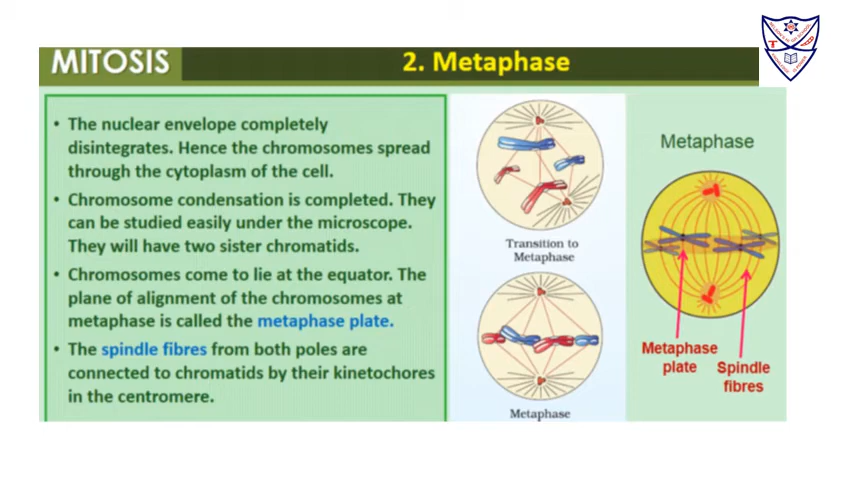 MITOSIS
2. Metaphase
• The nuclear envelope completely
disintegrates. Hence the chromosomes spread
through the cytoplasm of the cell.
• Chromosome condensation is completed. They
can be studied easily under the microscope.
They will have two sister chromatids.
• Chromosomes come to lie at the equator. The
plane of alignment of the chromosomes at
metaphase is called the metaphase plate.
• The spindle fibres from both poles are
connected to chromatids by their kinetochores
in the centromere.
Transition to
Metaphase
Metaphase
Metaphase
Metaphase
plate
Spindle
fibres